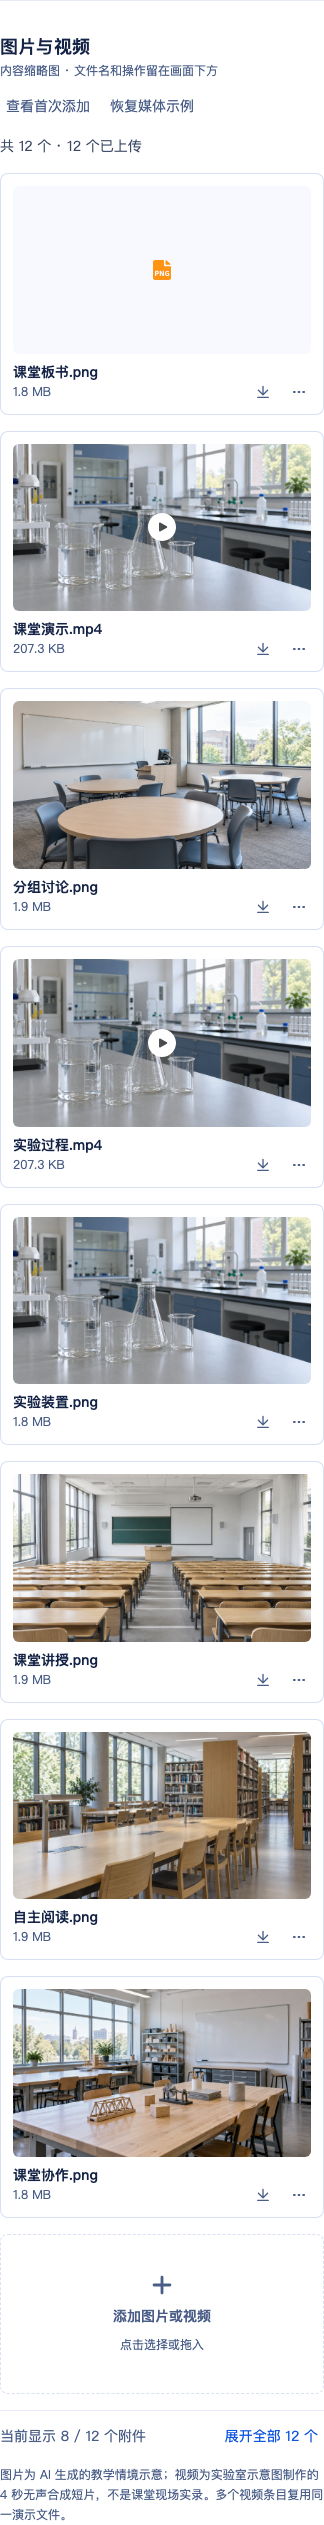 图片与视频
内容缩略图 · 文件名和操作留在画面下方
查看首次添加 恢复媒体示例
共 12 个 · 12 个已上传
PNG
课堂板书.png
1.8 MB
课堂演示.mp4
207.3 KB
分组讨论.png
1.9 MB
实验过程.mp4
207.3 KB
实验装置.png
1.8 MB
课堂讲授.png
1.9 MB
自主阅读.png
1.9 MB
课堂协作.png
1.8 MB
添加图片或视频
点击选择或拖入
当前显示 8 / 12 个附件 展开全部 12 个
图片为 AI 生成的教学情境示意；视频为实验室示意图制作的
4 秒无声合成短片，不是课堂现场实录。多个视频条目复用同
一演示文件。